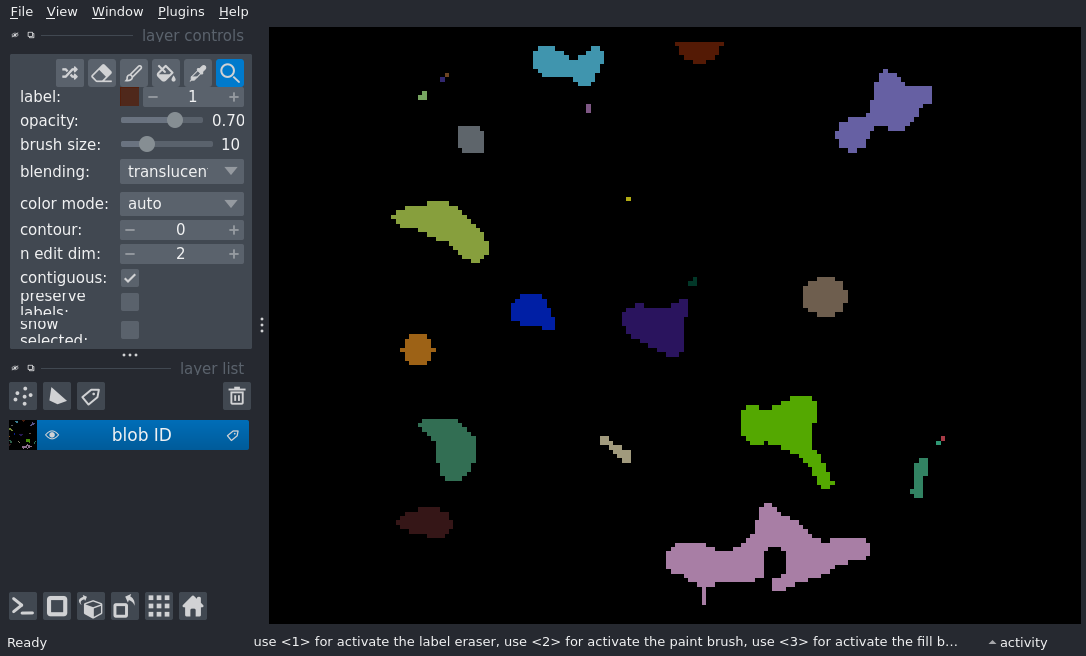 File View Window Plugins Help
layer controls
label: 1
opacity: 0.70
brush size: 10
blending: translucen
color mode: auto
contour: 0
n edit dim: 2
contiguous:
preserve
labels:
show
selected:
layer list
blob ID
Ready use <1> for activate the label eraser, use <2> for activate the paint brush, use <3> for activate the fill b... activity